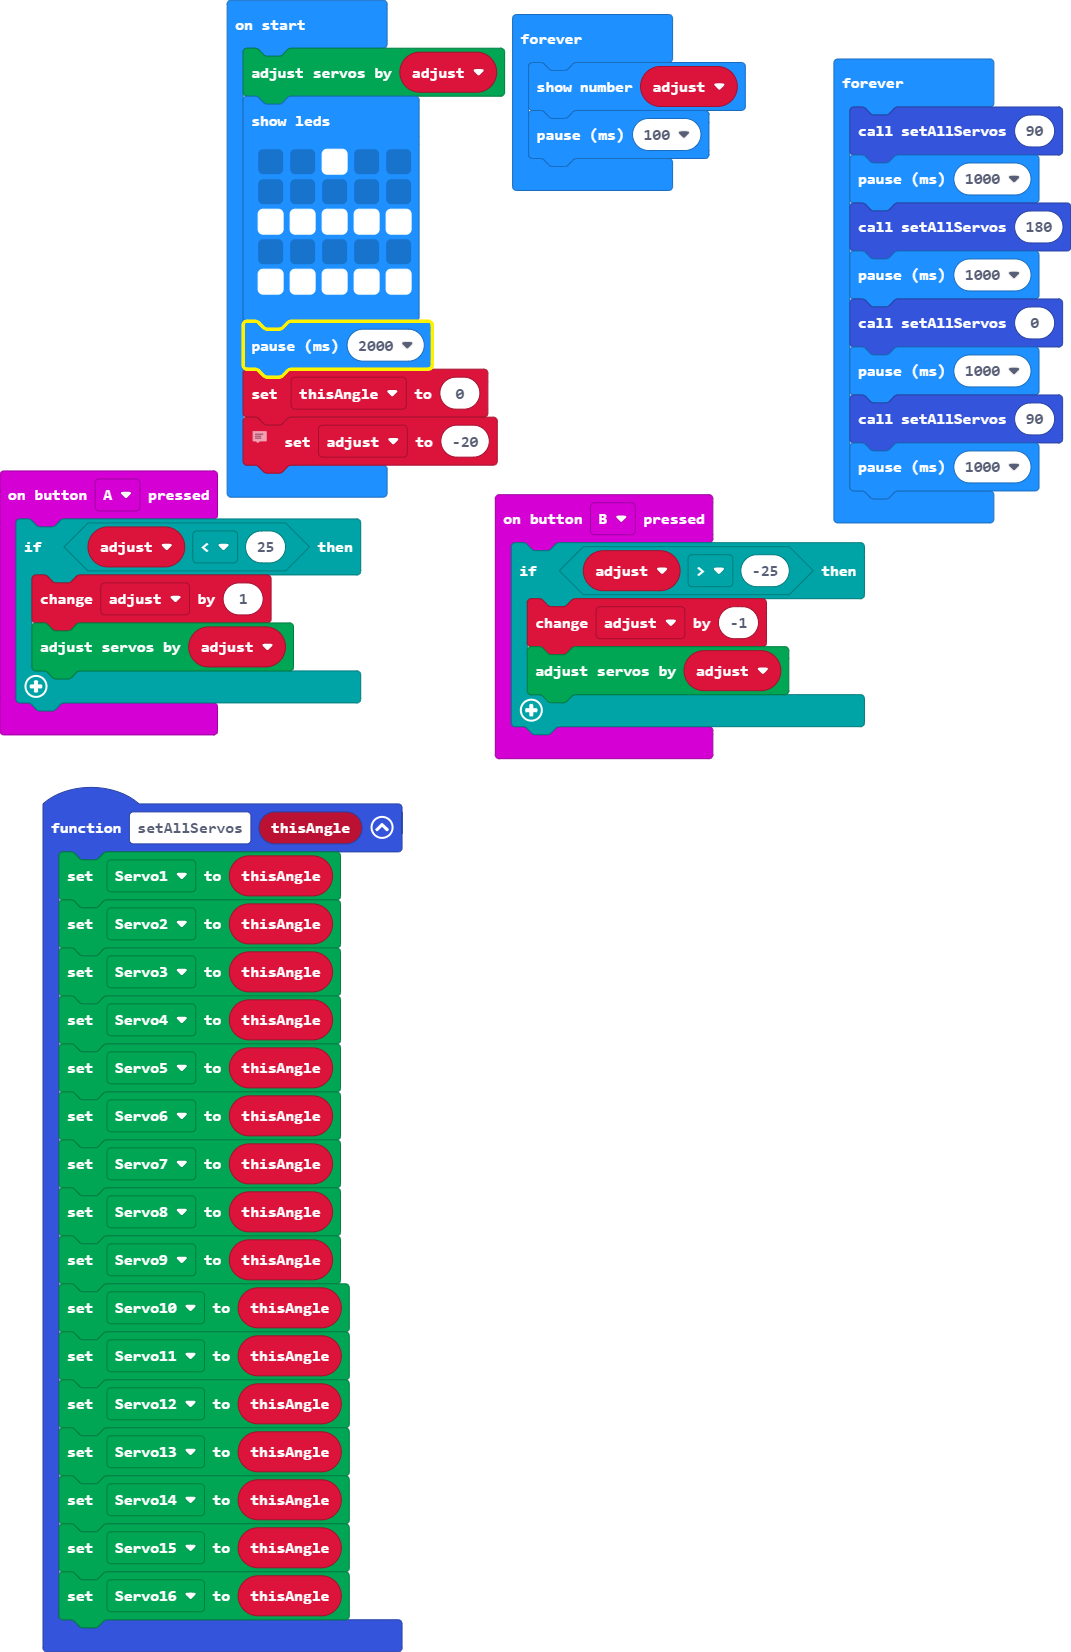 on start
adjust servos by adjust
show leds
pause (ms) 2000
set thisAngle to 0
set adjust to -20
forever
show number adjust
pause (ms) 100
forever
call setAllServos 90
pause (ms) 1000
call setAllServos 180
pause (ms) 1000
call setAllServos 0
pause (ms) 1000
call setAllServos 90
pause (ms) 1000
on button A pressed
if adjust < 25 then
change adjust by 1
adjust servos by adjust
on button B pressed
if adjust > -25 then
change adjust by -1
adjust servos by adjust
function setAllServos thisAngle
set Servo1 to thisAngle
set Servo2 to thisAngle
set Servo3 to thisAngle
set Servo4 to thisAngle
set Servo5 to thisAngle
set Servo6 to thisAngle
set Servo7 to thisAngle
set Servo8 to thisAngle
set Servo9 to thisAngle
set Servo10 to thisAngle
set Servo11 to thisAngle
set Servo12 to thisAngle
set Servo13 to thisAngle
set Servo14 to thisAngle
set Servo15 to thisAngle
set Servo16 to thisAngle